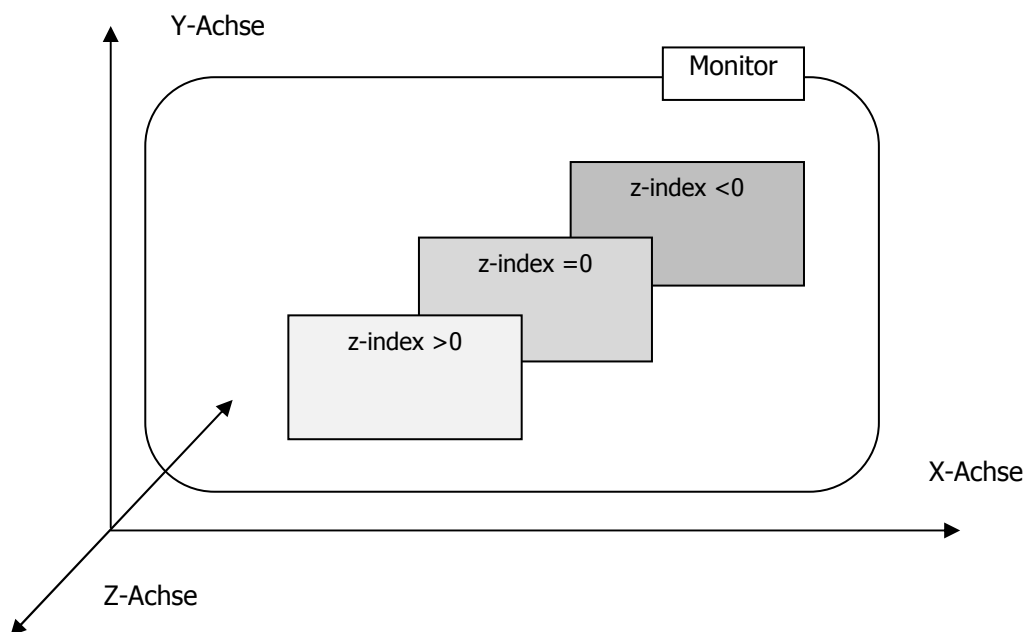 Y-Achse
Monitor
z-index <0
z-index =0
z-index >0
X-Achse
Z-Achse